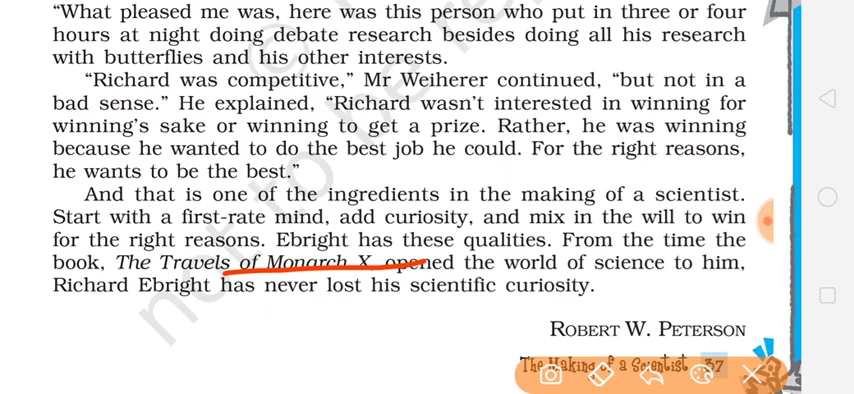 “What pleased me was, here was this person who put in three or four
hours at night doing debate research besides doing all his research
with butterflies and his other interests.
“Richard was competitive,” Mr Weiherer continued, “but not in a
bad sense.” He explained, “Richard wasn’t interested in winning for
winning’s sake or winning to get a prize. Rather, he was winning
because he wanted to do the best job he could. For the right reasons,
he wants to be the best.”
And that is one of the ingredients in the making of a scientist.
Start with a first-rate mind, add curiosity, and mix in the will to win
for the right reasons. Ebright has these qualities. From the time the
book, The Travels of Monarch X, opened the world of science to him,
Richard Ebright has never lost his scientific curiosity.
ROBERT W. PETERSON
The Making of a Scientist 37
not to be re